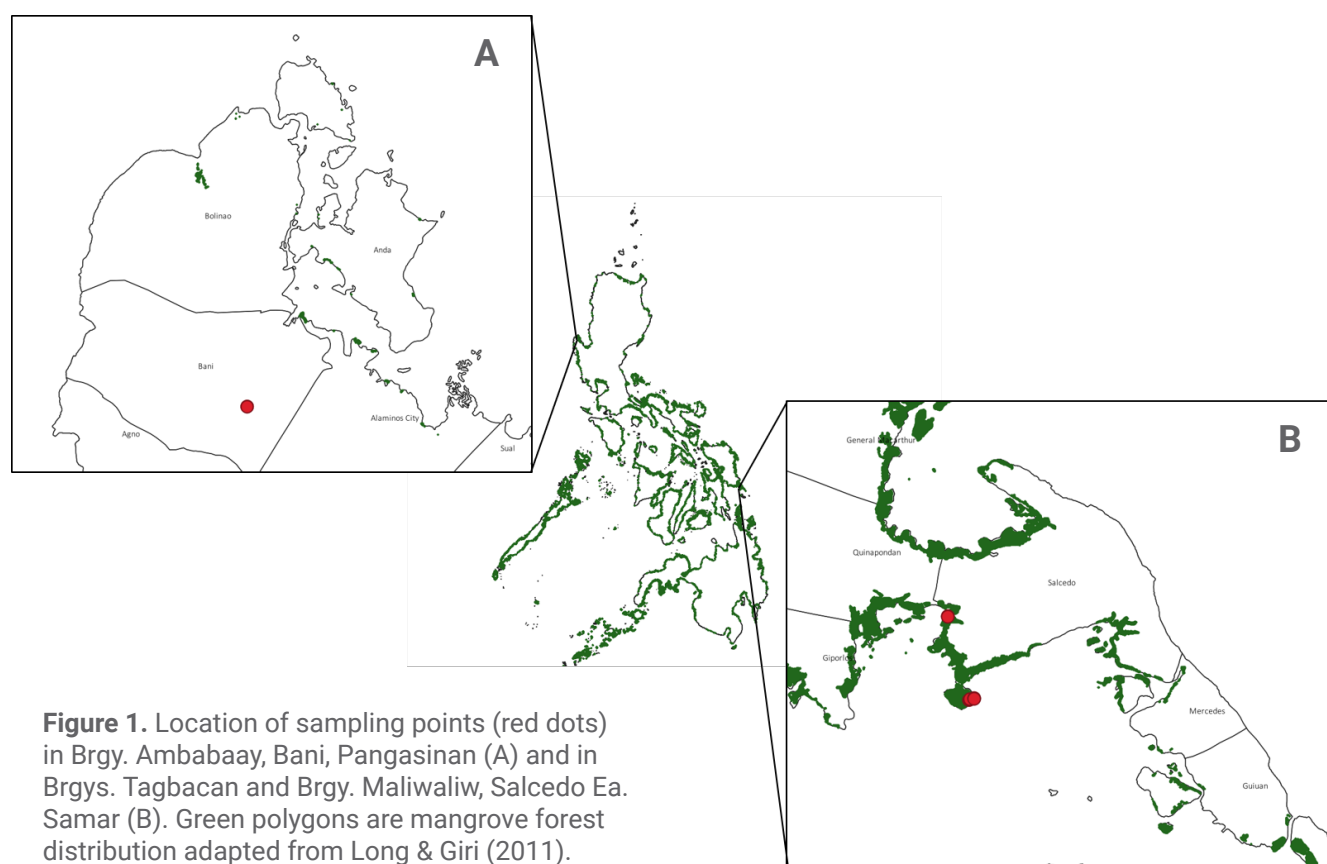 A
Bolinao
Anda
Bani
Agno
Alaminos City
Sual
B
General Macarthur
Quinapondan
Salcedo
Giporlos
Mercedes
Guiuan
Figure 1. Location of sampling points (red dots)
in Brgy. Ambabaay, Bani, Pangasinan (A) and in
Brgys. Tagbacan and Brgy. Maliwaliw, Salcedo Ea.
Samar (B). Green polygons are mangrove forest
distribution adapted from Long & Giri (2011).